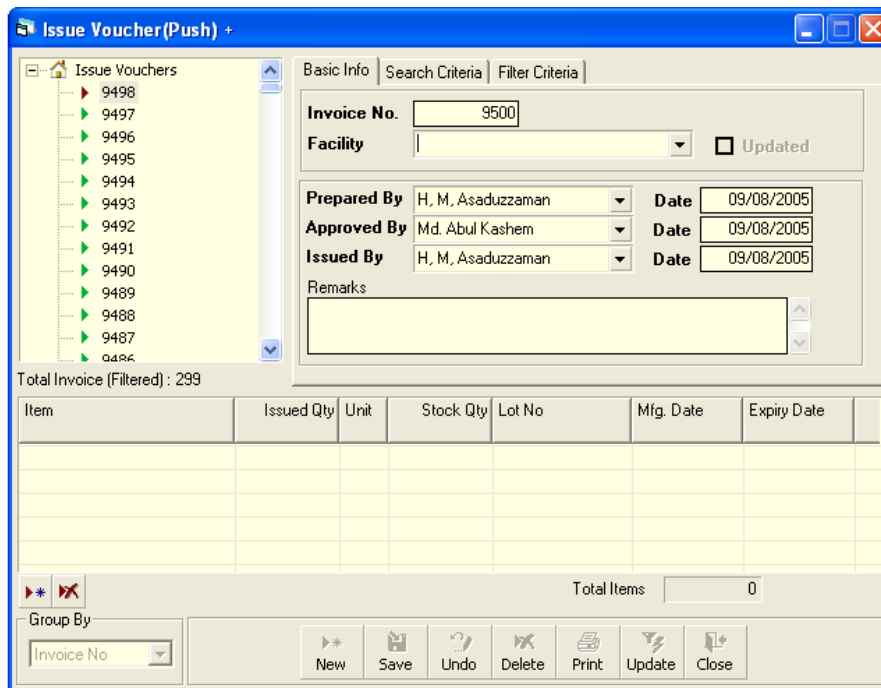 Issue Voucher(Push) +
Issue Vouchers
9498
9497
9496
9495
9494
9493
9492
9491
9490
9489
9488
9487
9486
Total Invoice (Filtered) : 299
Basic Info Search Criteria Filter Criteria
Invoice No. 9500
Facility Updated
Prepared By H, M, Asaduzzaman Date 09/08/2005
Approved By Md. Abul Kashem Date 09/08/2005
Issued By H, M, Asaduzzaman Date 09/08/2005
Remarks
Item Issued Qty Unit Stock Qty Lot No Mfg. Date Expiry Date
Total Items 0
Group By
Invoice No
New Save Undo Delete Print Update Close